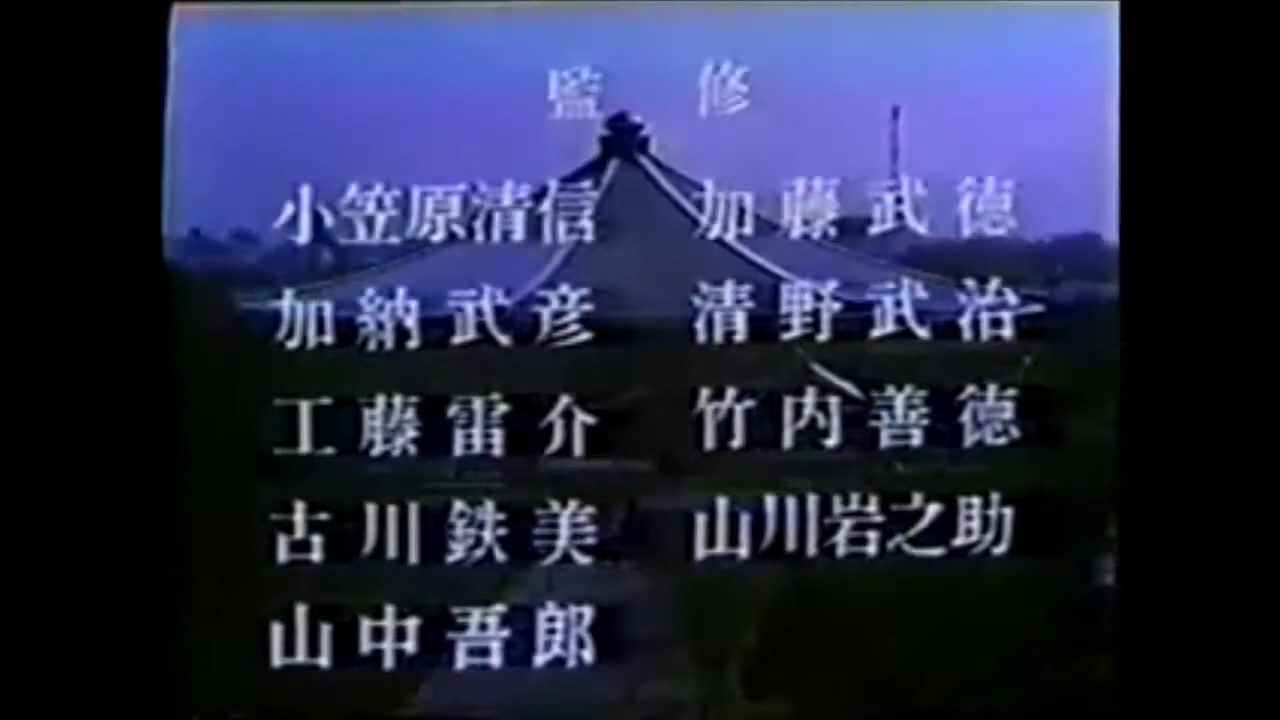 監修
小笠原清信 加藤武徳
加納武彦 清野武治
工藤雷介 竹内善徳
古川鉄美 山川岩之助
山中吾郎